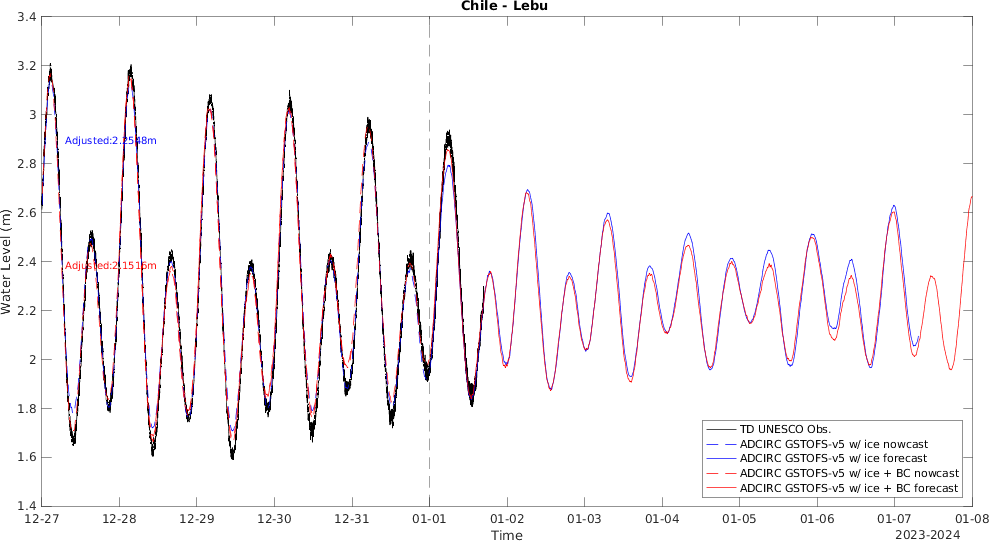 Chile - Lebu
3.4
3.2
3
2.8
2.6
2.4
2.2
2
1.8
1.6
1.4
Water Level (m)
Adjusted:2.2548m
Adjusted:2.1516m
TD UNESCO Obs.
ADCIRC GSTOFS-v5 w/ ice nowcast
ADCIRC GSTOFS-v5 w/ ice forecast
ADCIRC GSTOFS-v5 w/ ice + BC nowcast
ADCIRC GSTOFS-v5 w/ ice + BC forecast
12-27 12-28 12-29 12-30 12-31 01-01 01-02 01-03 01-04 01-05 01-06 01-07 01-08
Time
2023-2024